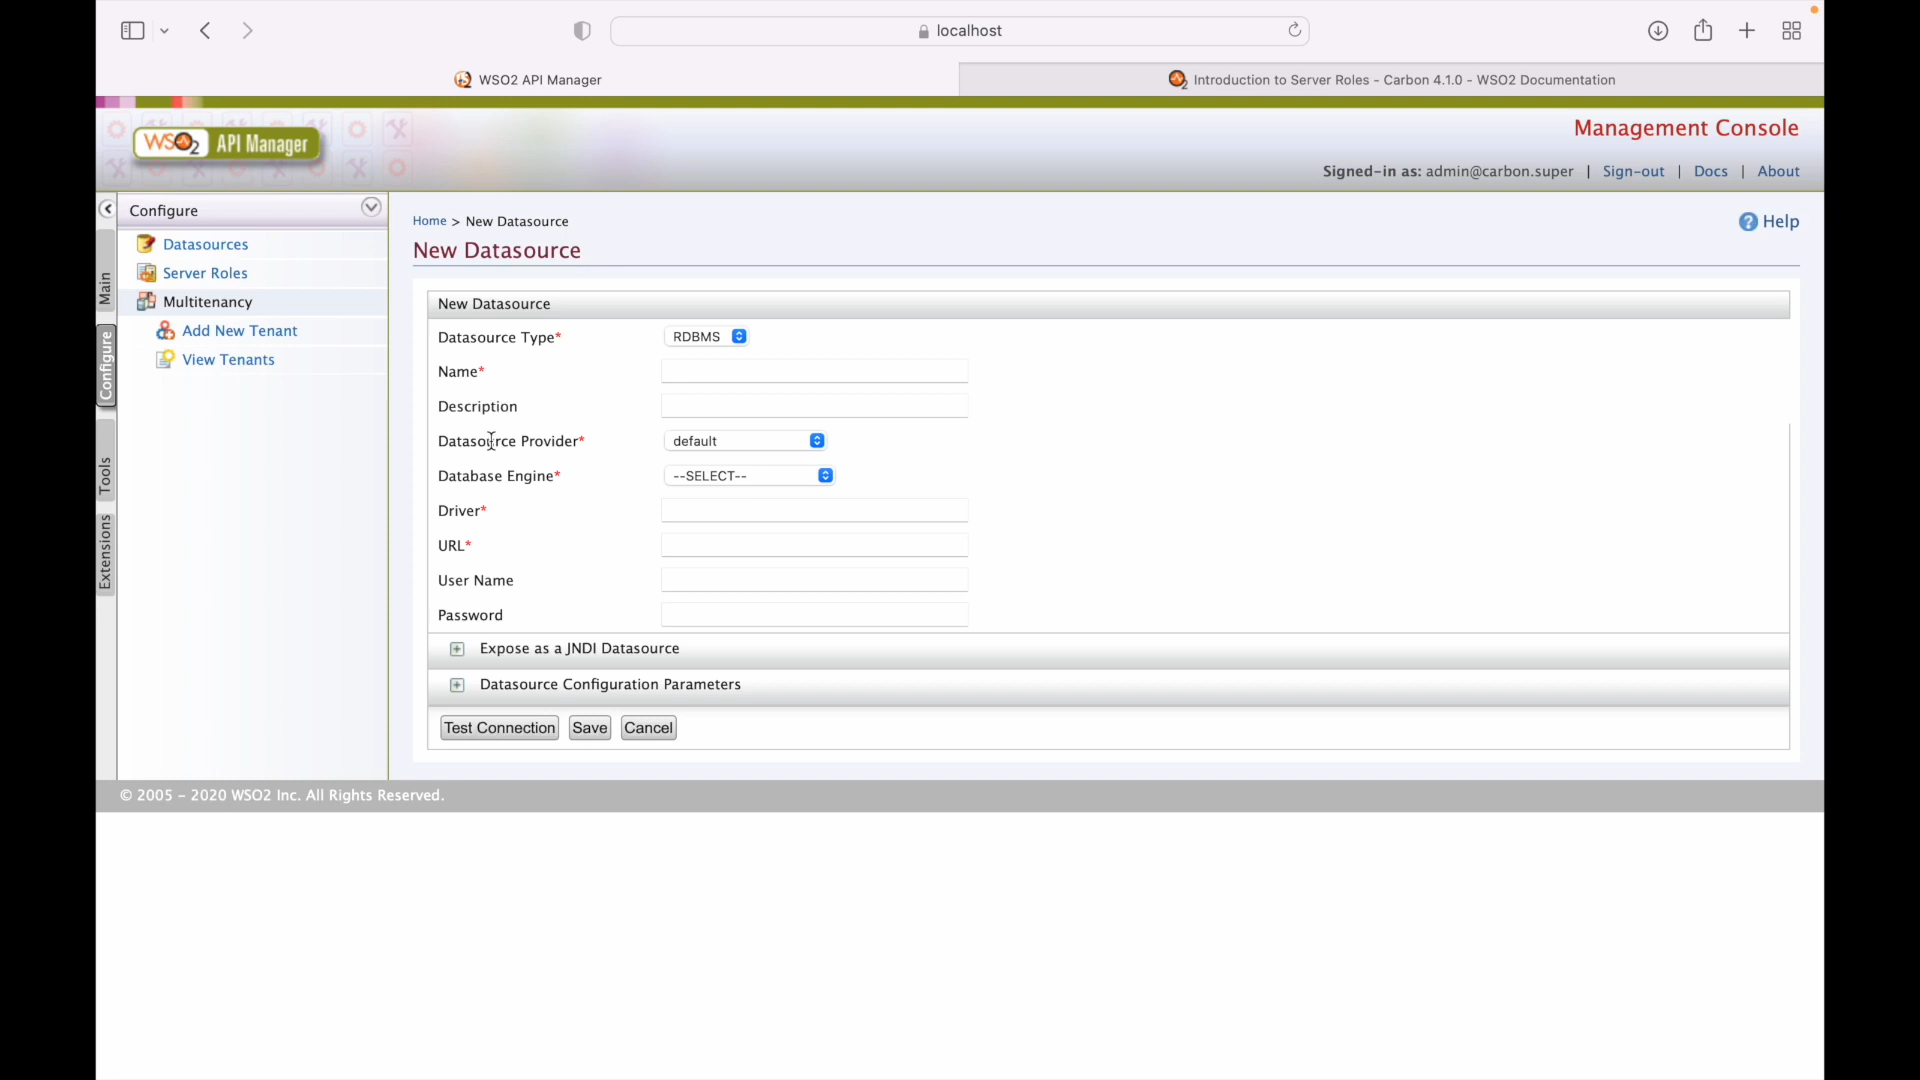 localhost
WSO2 API Manager
Introduction to Server Roles - Carbon 4.1.0 - WSO2 Documentation
WSO2 API Manager
Management Console
Signed-in as: admin@carbon.super | Sign-out | Docs | About
Configure
Home > New Datasource
Help
Datasources
New Datasource
Server Roles
Main
Multitenancy
New Datasource
Add New Tenant
Datasource Type* RDBMS
View Tenants
Configure
Name*
Description
Datasource Provider* default
Tools
Database Engine* --SELECT--
Driver*
Extensions
URL*
User Name
Password
Expose as a JNDI Datasource
Datasource Configuration Parameters
Test Connection Save Cancel
© 2005 - 2020 WSO2 Inc. All Rights Reserved.